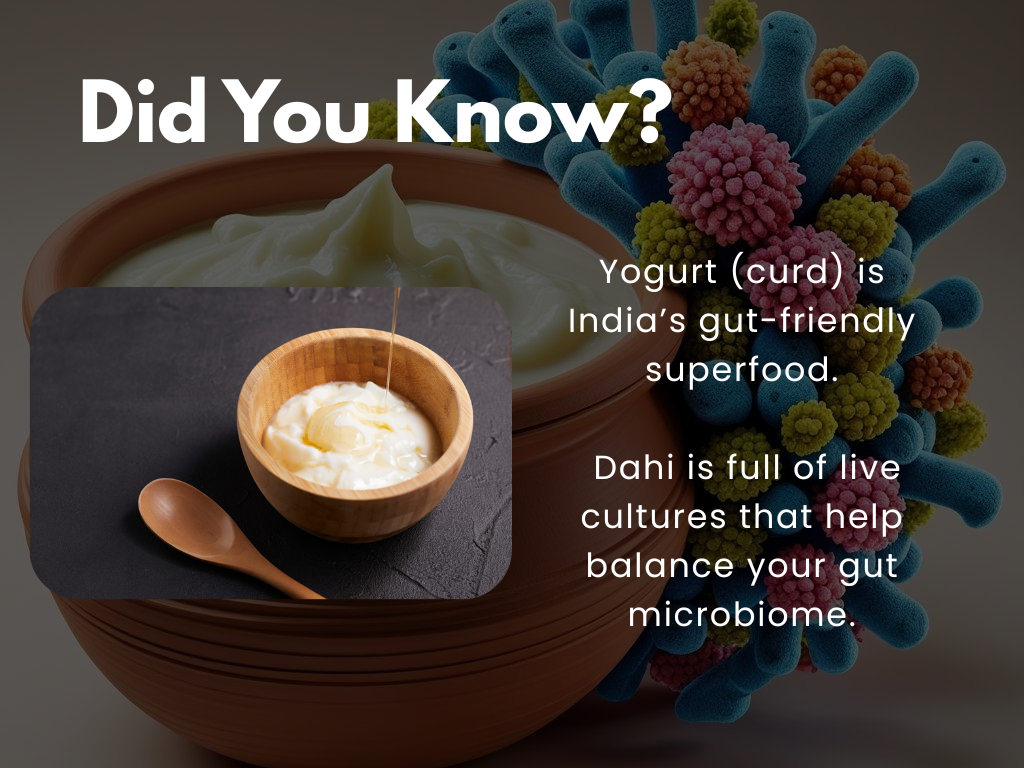 Did You Know?
Yogurt (curd) is
India’s gut-friendly
superfood.
Dahi is full of live
cultures that help
balance your gut
microbiome.